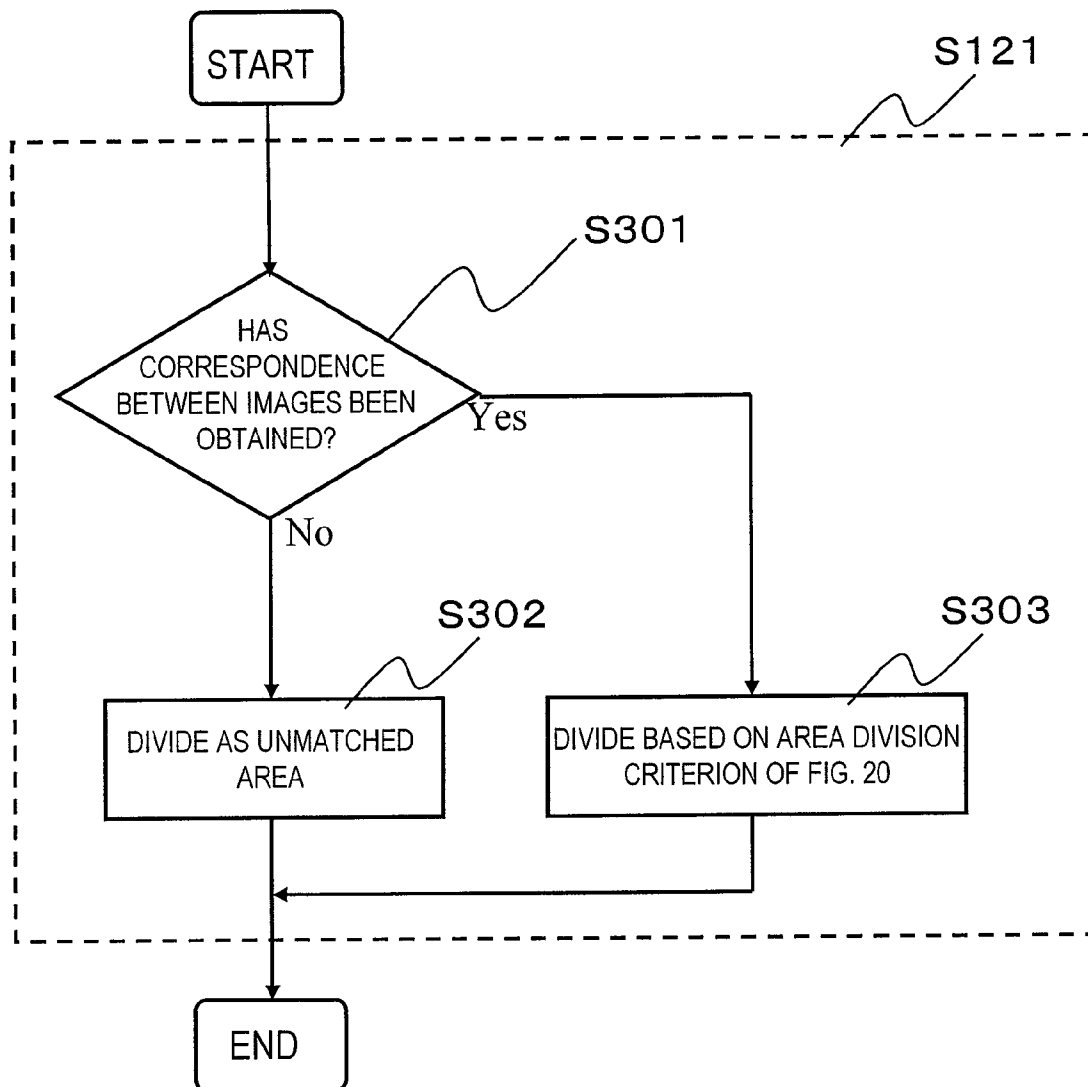 START
S121
S301
HAS
CORRESPONDENCE
BETWEEN IMAGES BEEN
OBTAINED?
Yes
No
S302
S303
DIVIDE AS UNMATCHED
AREA
DIVIDE BASED ON AREA DIVISION
CRITERION OF FIG. 20
END